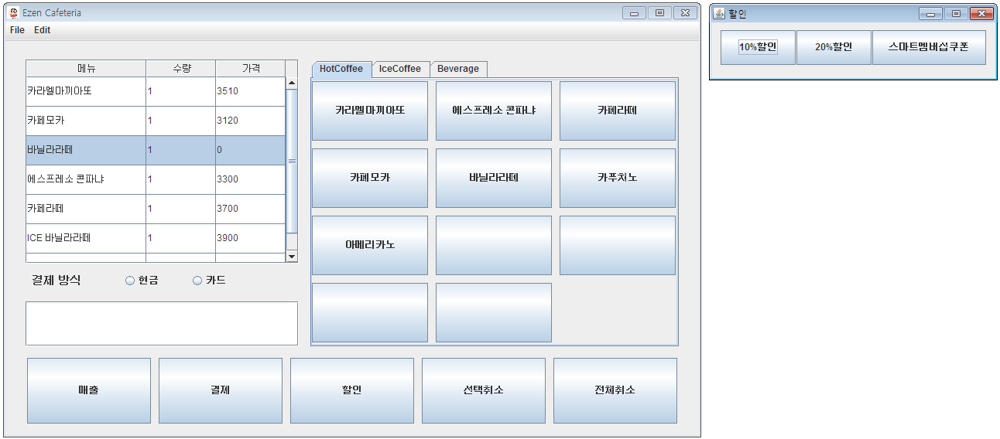 Ezen Cafeteria
File Edit
메뉴 수량 가격
카라멜마끼아또 1 3510
카페모카 1 3120
바닐라라떼 1 0
에스프레소 콘파냐 1 3300
카페라떼 1 3700
ICE 바닐라라떼 1 3900
결제 방식 현금 카드
HotCoffee IceCoffee Beverage
카라멜마끼아또 에스프레소 콘파냐 카페라떼
카페모카 바닐라라떼 카푸처노
아메리카노
매출 결제 할인 선택취소 전체취소
할인
10%할인 20%할인 스마트멤버십쿠폰